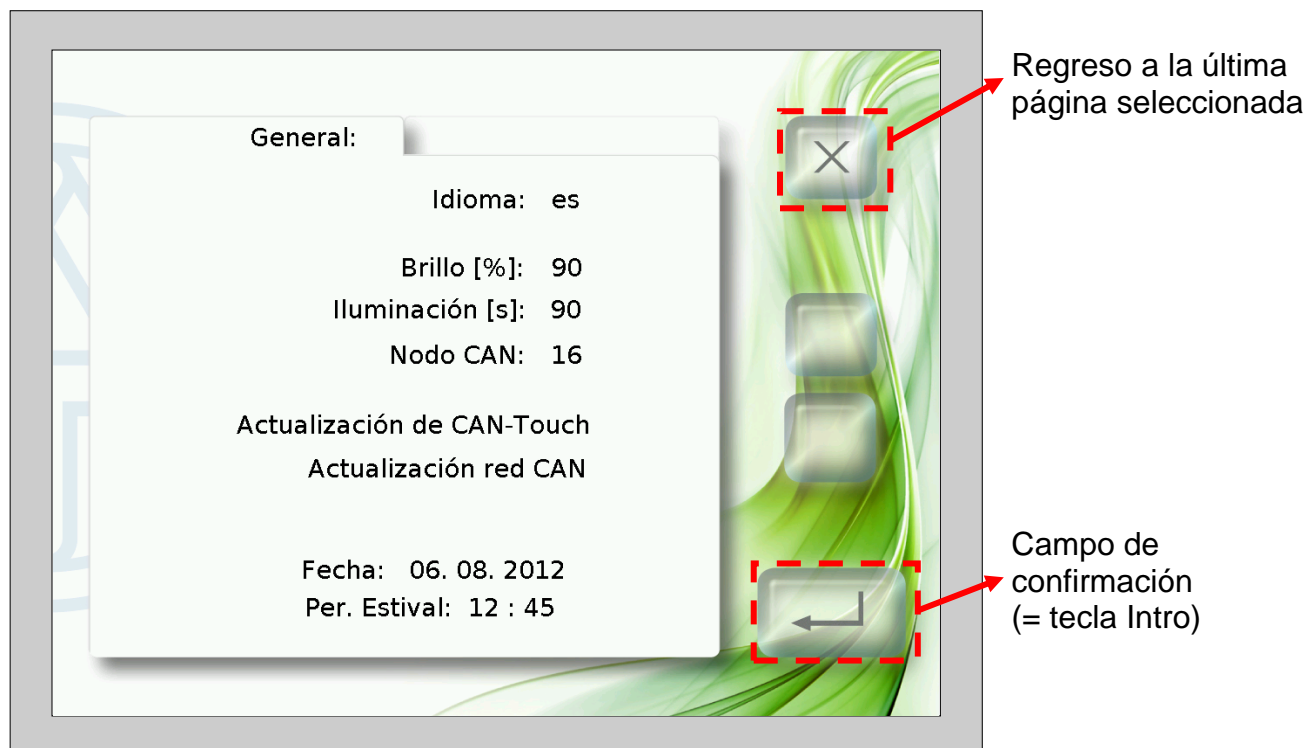 General:
Idioma: es
Brillo [%]: 90
Iluminación [s]: 90
Nodo CAN: 16
Actualización de CAN-Touch
Actualización red CAN
Fecha: 06. 08. 2012
Per. Estival: 12 : 45
X
Regreso a la última
página seleccionada
Campo de
confirmación
(= tecla Intro)